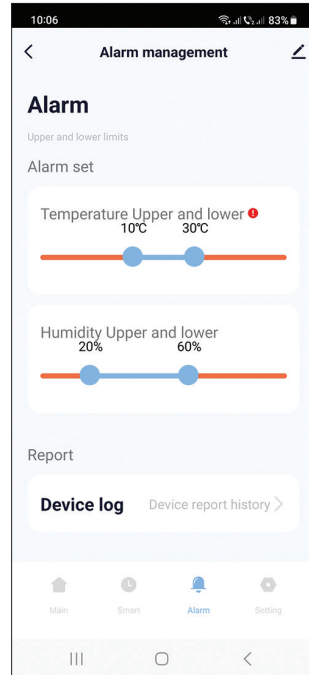 10:06 83%
Alarm management
Alarm
Upper and lower limits
Alarm set
Temperature Upper and lower
10℃ 30℃
Humidity Upper and lower
20% 60%
Report
Device log Device report history
Main Smart Alarm Setting